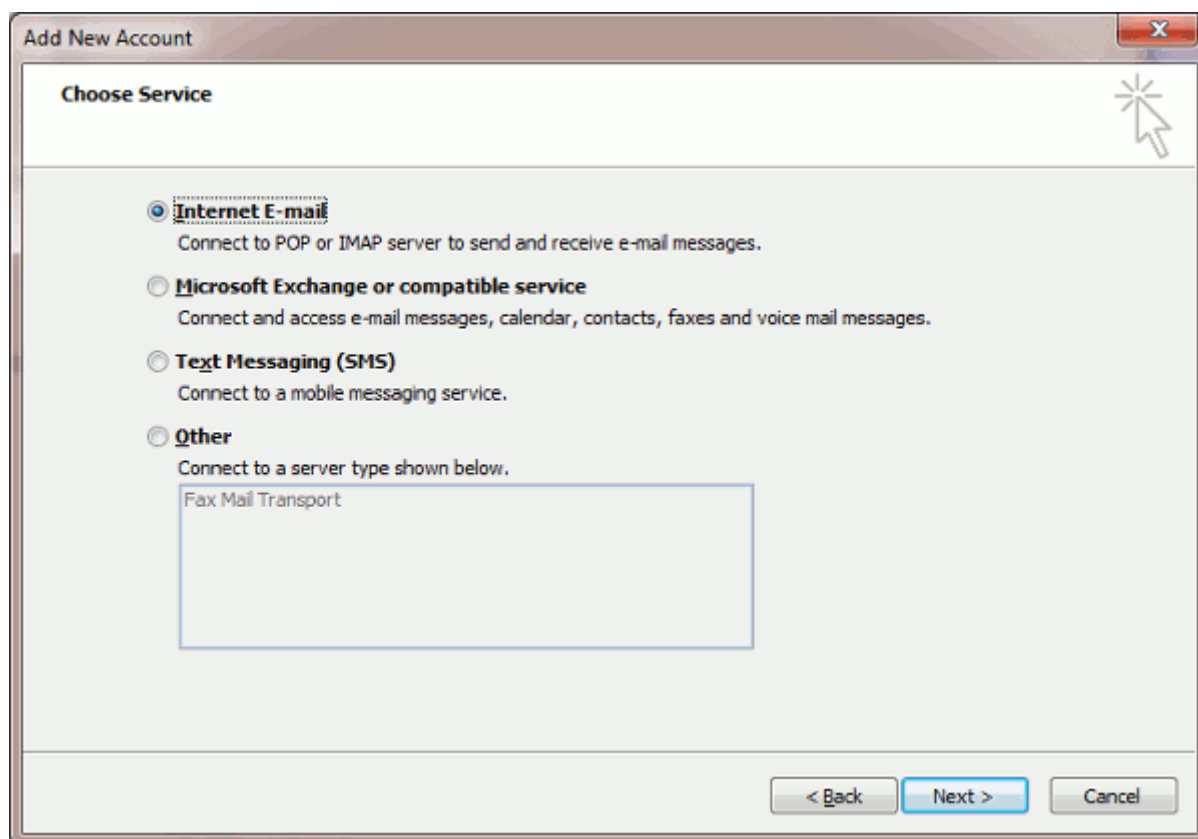 Add New Account
Choose Service
Internet E-mail
Connect to POP or IMAP server to send and receive e-mail messages.
Microsoft Exchange or compatible service
Connect and access e-mail messages, calendar, contacts, faxes and voice mail messages.
Text Messaging (SMS)
Connect to a mobile messaging service.
Other
Connect to a server type shown below.
Fax Mail Transport
< Back Next > Cancel